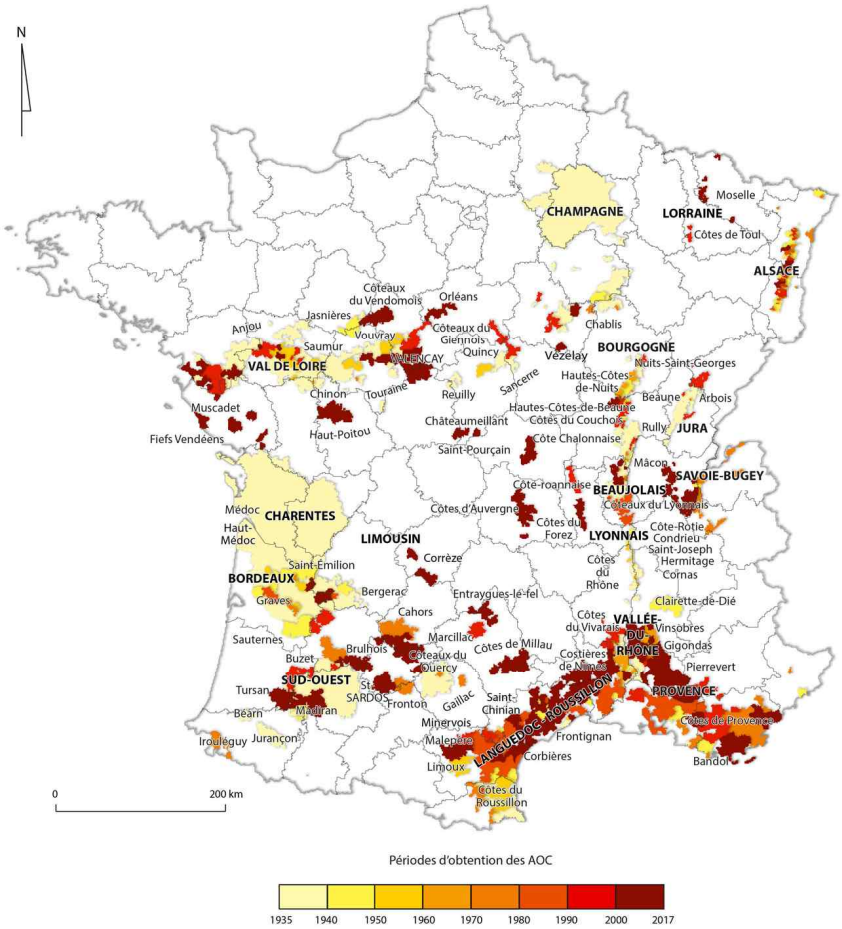 N
Moselle
CHAMPAGNE
LORRAINE
Côtes de Toul
ALSACE
Côteaux
du Vendomois
Orléans
Jasnières
Anjou
Vouvray
Côteaux du
Giennois
Chablis
Saumur
VALENCAY
Quincy
Vézelay
BOURGOGNE
VAL DE LOIRE
Nuits-Saint-Georges
Hautes-Côtes
de-Nuits
Chinon
Touraine
Reuilly
Sancerre
Beaune
Arbois
Muscadet
Hautes-Côtes-de-Beaune
Châteaumeillant
Côtes du Couchois
Rully
JURA
Fiefs Vendéens
Haut-Poitou
Saint-Pourçain
Côte Chalonnaise
Mâcon
SAVOIE-BUGEY
Côte-roannaise
BEAUJOLAIS
Médoc
CHARENTES
Côtes d'Auvergne
Côteaux du Lyonnais
Haut-
Médoc
Côtes du
Forez
LYONNAIS
Côte-Rotie
Condrieu
Saint-Joseph
Hermitage
Cornas
LIMOUSIN
Corrèze
Côtes
du
Rhône
Saint-Émilion
BORDEAUX
Bergerac
Entraygues-le-fel
Clairette-de-Dié
Graves
Cahors
Côtes
du Vivarais
VALLÉE-
DU-
RHÔNE
Vinsobres
Sauternes
Marcillac
Gigondas
Buzet
Brulhois
Côteaux du
Quercy
Côtes de Millau
Costières
de Nîmes
Pierrevert
SUD-OUEST
St-
SARDOS
PROVENCE
Tursan
Fronton
Gaillac
Saint-
Chinian
Madiran
Côtes de Provence
Béarn
Minervois
LANGUEDOC - ROUSSILLON
Irouléguy
Jurançon
Malepère
Frontignan
Limoux
Corbières
Bandol
Côtes du
Roussillon
0
200 km
Périodes d'obtention des AOC
1935 1940 1950 1960 1970 1980 1990 2000 2017